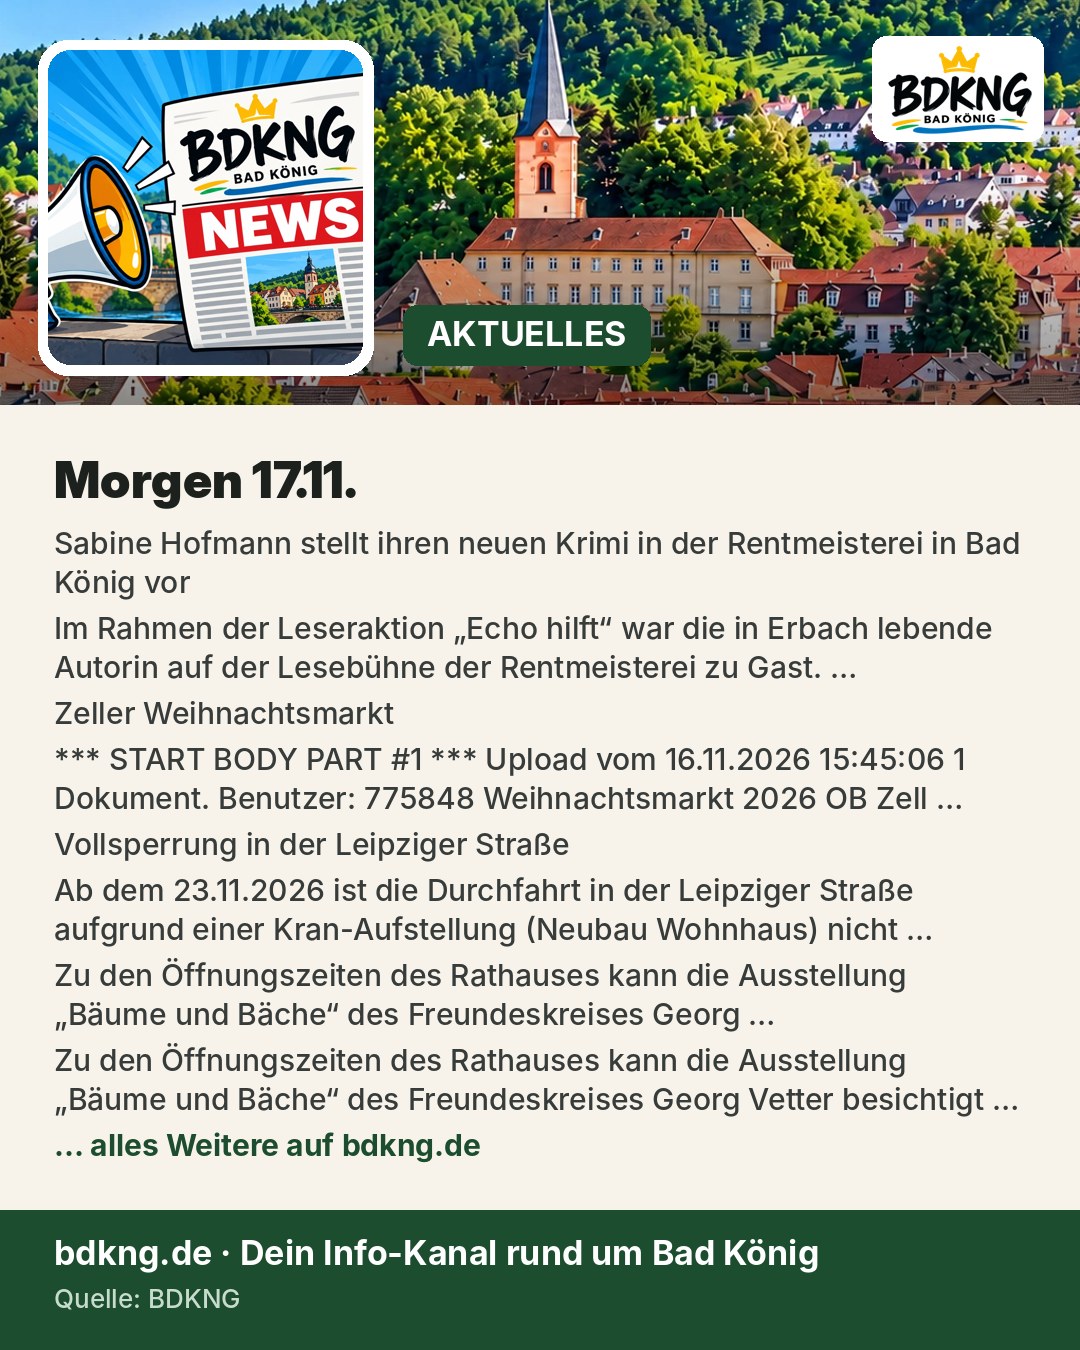 BDKNG
BAD KÖNIG
NEWS
BDKNG
BAD KÖNIG
AKTUELLES
Morgen 17.11.
Sabine Hofmann stellt ihren neuen Krimi in der Rentmeisterei in Bad
König vor
Im Rahmen der Leseraktion „Echo hilft“ war die in Erbach lebende
Autorin auf der Lesebühne der Rentmeisterei zu Gast. ...
Zeller Weihnachtsmarkt
*** START BODY PART #1 *** Upload vom 16.11.2026 15:45:06 1
Dokument. Benutzer: 775848 Weihnachtsmarkt 2026 OB Zell ...
Vollsperrung in der Leipziger Straße
Ab dem 23.11.2026 ist die Durchfahrt in der Leipziger Straße
aufgrund einer Kran-Aufstellung (Neubau Wohnhaus) nicht ...
Zu den Öffnungszeiten des Rathauses kann die Ausstellung
„Bäume und Bäche“ des Freundeskreises Georg ...
Zu den Öffnungszeiten des Rathauses kann die Ausstellung
„Bäume und Bäche“ des Freundeskreises Georg Vetter besichtigt ...
... alles Weitere auf bdkng.de
bdkng.de · Dein Info-Kanal rund um Bad König
Quelle: BDKNG